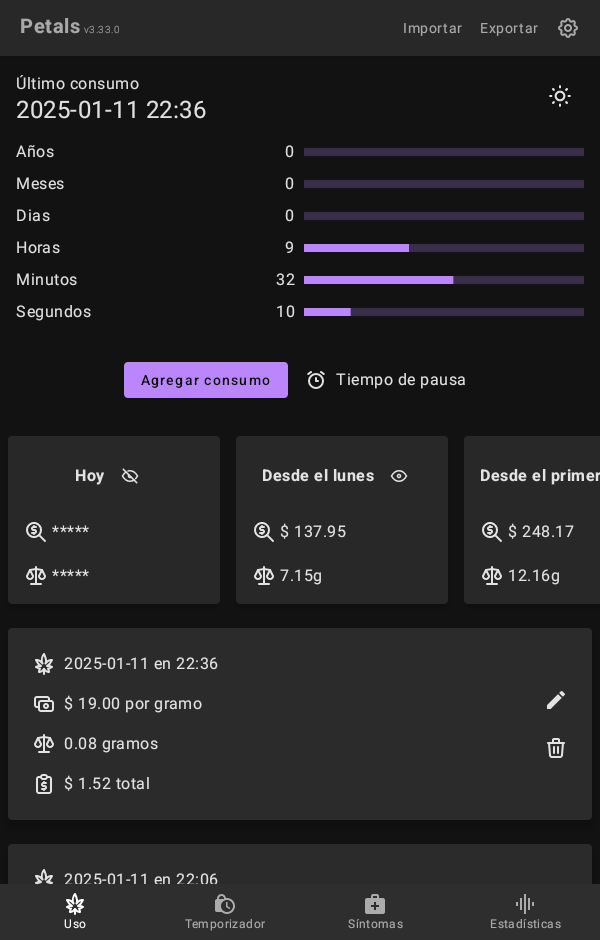 Petals v3.33.0 Importar Exportar
Último consumo
2025-01-11 22:36
Años 0
Meses 0
Dias 0
Horas 9
Minutos 32
Segundos 10
Agregar consumo Tiempo de pausa
Hoy Desde el lunes Desde el primer
***** $ 137.95 $ 248.17
***** 7.15g 12.16g
2025-01-11 en 22:36
$ 19.00 por gramo
0.08 gramos
$ 1.52 total
2025-01-11 en 22:06
Uso Temporizador Síntomas Estadísticas